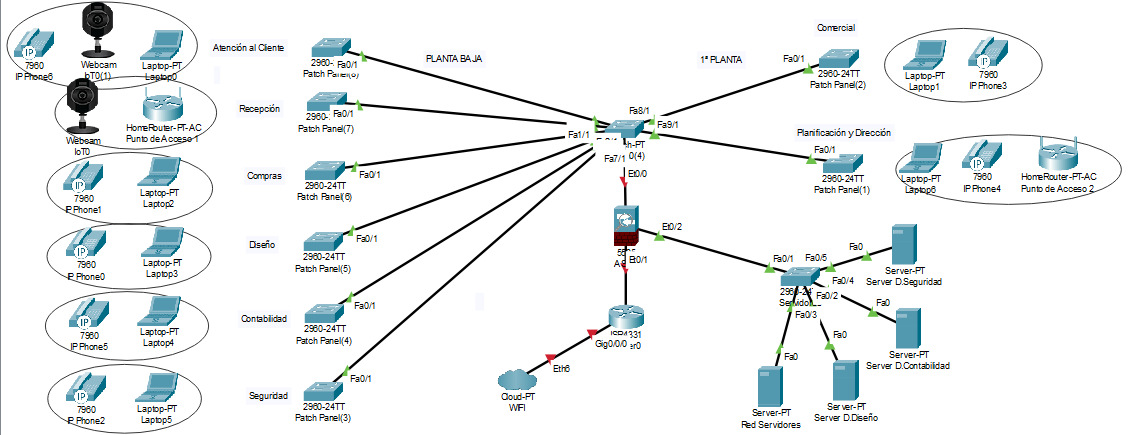 7960
IP Phone6
Webcam
IoT0(1)
Laptop-PT
Laptop0
Atención al Cliente
Fa0/1
2960-
Patch Panel(8)
PLANTA BAJA
1ª PLANTA
Comercial
Fa0/1
2960-24TT
Patch Panel(2)
Laptop-PT
Laptop1
7960
IP Phone3
Webcam
IoT0
HomeRouter-PT-AC
Punto de Acceso 1
Recepción
Fa0/1
2960-
Patch Panel(7)
Fa8/1
Fa9/1
Fa1/1
Fa7/1
0(4)
Planificación y Dirección
Fa0/1
2960-24TT
Patch Panel(1)
Laptop-PT
Laptop6
7960
IP Phone4
HomeRouter-PT-AC
Punto de Acceso 2
7960
IP Phone1
Laptop-PT
Laptop2
Compras
Fa0/1
2960-24TT
Patch Panel(6)
Et0/0
Et0/2
Et0/1
7960
IP Phone0
Laptop-PT
Laptop3
Diseño
Fa0/1
2960-24TT
Patch Panel(5)
Fa0/1
Fa0/5
Fa0/4
Fa0/2
Fa0/3
2960-24
Servidores
Fa0
Server-PT
Server D.Seguridad
7960
IP Phone5
Laptop-PT
Laptop4
Contabilidad
Fa0/1
2960-24TT
Patch Panel(4)
ISR4331
Gig0/0/0
Fa0
Server-PT
Server D.Contabilidad
7960
IP Phone2
Laptop-PT
Laptop5
Seguridad
Fa0/1
2960-24TT
Patch Panel(3)
Eth6
Cloud-PT
WIFI
Fa0
Server-PT
Red Servidores
Fa0
Server-PT
Server D.Diseño